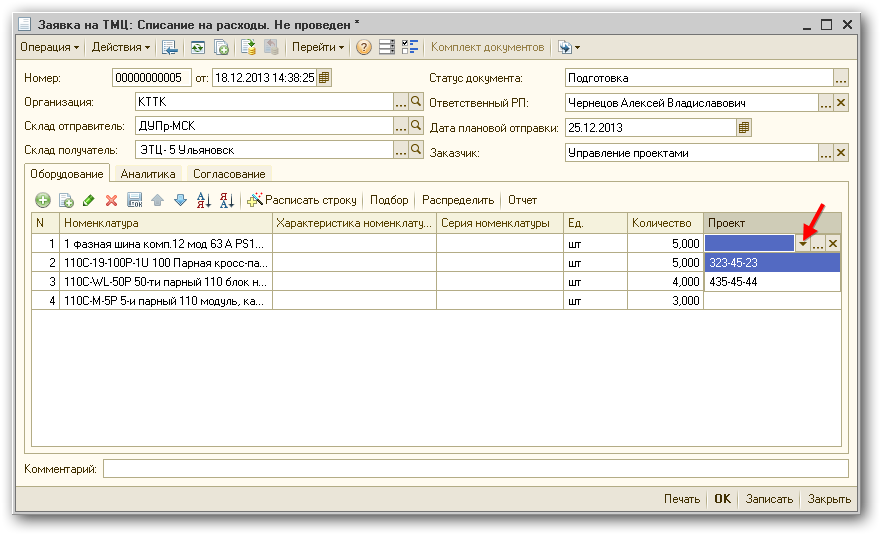 Заявка на ТМЦ: Списание на расходы. Не проведен *
Операция Действия Перейти Комплект документов
Номер: 00000000005 от: 18.12.2013 14:38:25 Статус документа: Подготовка
Организация: КТТК Ответственный РП: Чернецов Алексей Владиславович
Склад отправитель: ДУПр-МСК Дата плановой отправки: 25.12.2013
Склад получатель: ЭТЦ- 5 Ульяновск Заказчик: Управление проектами
Оборудование Аналитика Согласование
Расписать строку Подбор Распределить Отчет
N Номенклатура Характеристика номенклату... Серия номенклатуры Ед. Количество Проект
1 1 фазная шина комп.12 мод 63 А PS1... шт 5,000
2 110C-19-100P-1U 100 Парная кросс-па... шт 5,000 323-45-23
3 110C-WL-50P 50-ти парный 110 блок н... шт 4,000 435-45-44
4 110C-M-5P 5-и парный 110 модуль, ка... шт 3,000
Комментарий:
Печать OK Записать Закрыть